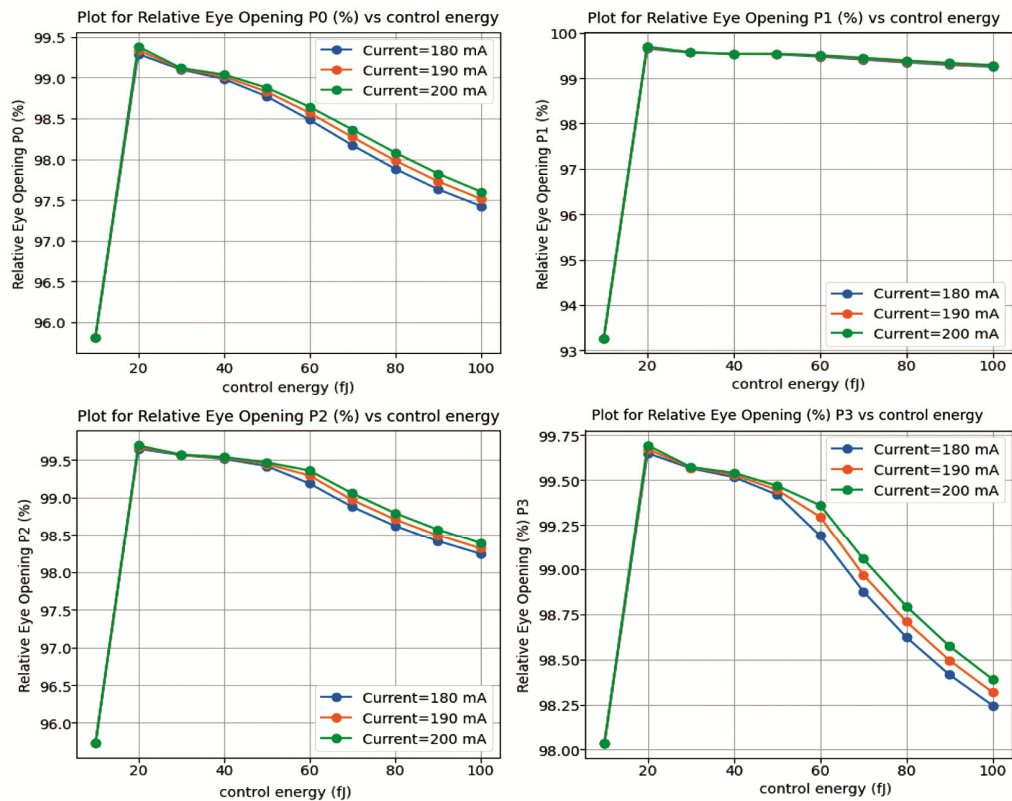 Plot for Relative Eye Opening P0 (%) vs control energy
Relative Eye Opening P0 (%)
99.5
99.0
98.5
98.0
97.5
97.0
96.5
96.0
Current=180 mA
Current=190 mA
Current=200 mA
20 40 60 80 100
control energy (fJ)
Plot for Relative Eye Opening P1 (%) vs control energy
Relative Eye Opening P1 (%)
100
99
98
97
96
95
94
93
Current=180 mA
Current=190 mA
Current=200 mA
20 40 60 80 100
control energy (fJ)
Plot for Relative Eye Opening P2 (%) vs control energy
Relative Eye Opening P2 (%)
99.5
99.0
98.5
98.0
97.5
97.0
96.5
96.0
Current=180 mA
Current=190 mA
Current=200 mA
20 40 60 80 100
control energy (fJ)
Plot for Relative Eye Opening (%) P3 vs control energy
Relative Eye Opening (%) P3
99.75
99.50
99.25
99.00
98.75
98.50
98.25
98.00
Current=180 mA
Current=190 mA
Current=200 mA
20 40 60 80 100
control energy (fJ)